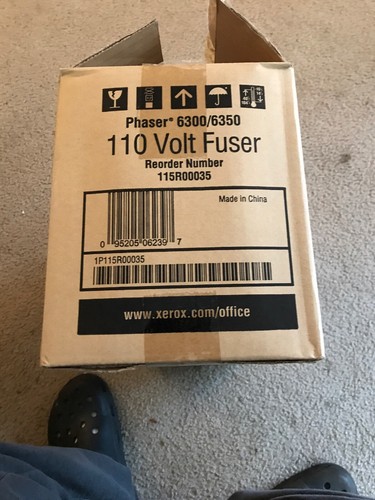 Phaser® 6300/6350
110 Volt Fuser
Reorder Number
115R00035
Made in China
0 95205 06239 7
1P115R00035
www.xerox.com/office